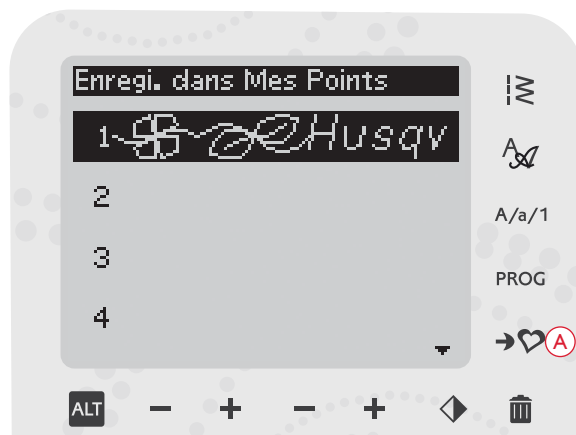 Enregi. dans Mes Points
1 Husqv
2
3
4
A
A/a/1
PROG
A
ALT